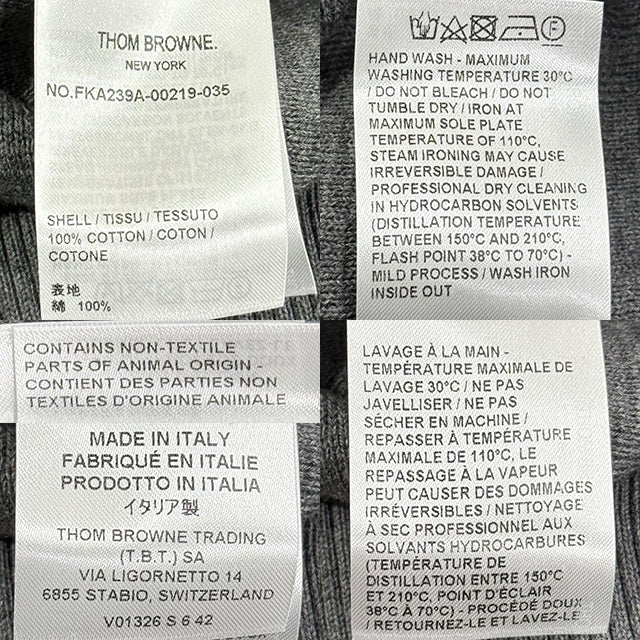 THOM BROWNE.
NEW YORK
NO.FKA239A-00219-035
SHELL / TISSU / TESSUTO
100% COTTON / COTON /
COTONE
表地
綿 100%
HAND WASH - MAXIMUM
WASHING TEMPERATURE 30°C
/ DO NOT BLEACH / DO NOT
TUMBLE DRY / IRON AT
MAXIMUM SOLE PLATE
TEMPERATURE OF 110°C,
STEAM IRONING MAY CAUSE
IRREVERSIBLE DAMAGE /
PROFESSIONAL DRY CLEANING
IN HYDROCARBON SOLVENTS
(DISTILLATION TEMPERATURE
BETWEEN 150°C AND 210°C,
FLASH POINT 38°C TO 70°C) -
MILD PROCESS / WASH IRON
INSIDE OUT
CONTAINS NON-TEXTILE
PARTS OF ANIMAL ORIGIN -
CONTIENT DES PARTIES NON
TEXTILES D'ORIGINE ANIMALE
MADE IN ITALY
FABRIQUÉ EN ITALIE
PRODOTTO IN ITALIA
イタリア製
THOM BROWNE TRADING
(T.B.T.) SA
VIA LIGORNETTO 14
6855 STABIO, SWITZERLAND
V01326 S 6 42
LAVAGE À LA MAIN -
TEMPÉRATURE MAXIMALE DE
LAVAGE 30°C / NE PAS
JAVELLISER / NE PAS
SÉCHER EN MACHINE /
REPASSER À TEMPÉRATURE
MAXIMALE DE 110°C, LE
REPASSAGE À LA VAPEUR
PEUT CAUSER DES DOMMAGES
IRRÉVERSIBLES / NETTOYAGE
À SEC PROFESSIONNEL AUX
SOLVANTS HYDROCARBURES
(TEMPÉRATURE DE
DISTILLATION ENTRE 150°C
ET 210°C, POINT D'ÉCLAIR
38°C À 70°C) - PROCÉDÉ DOUX
/ RETOURNEZ-LE ET LAVEZ-LE